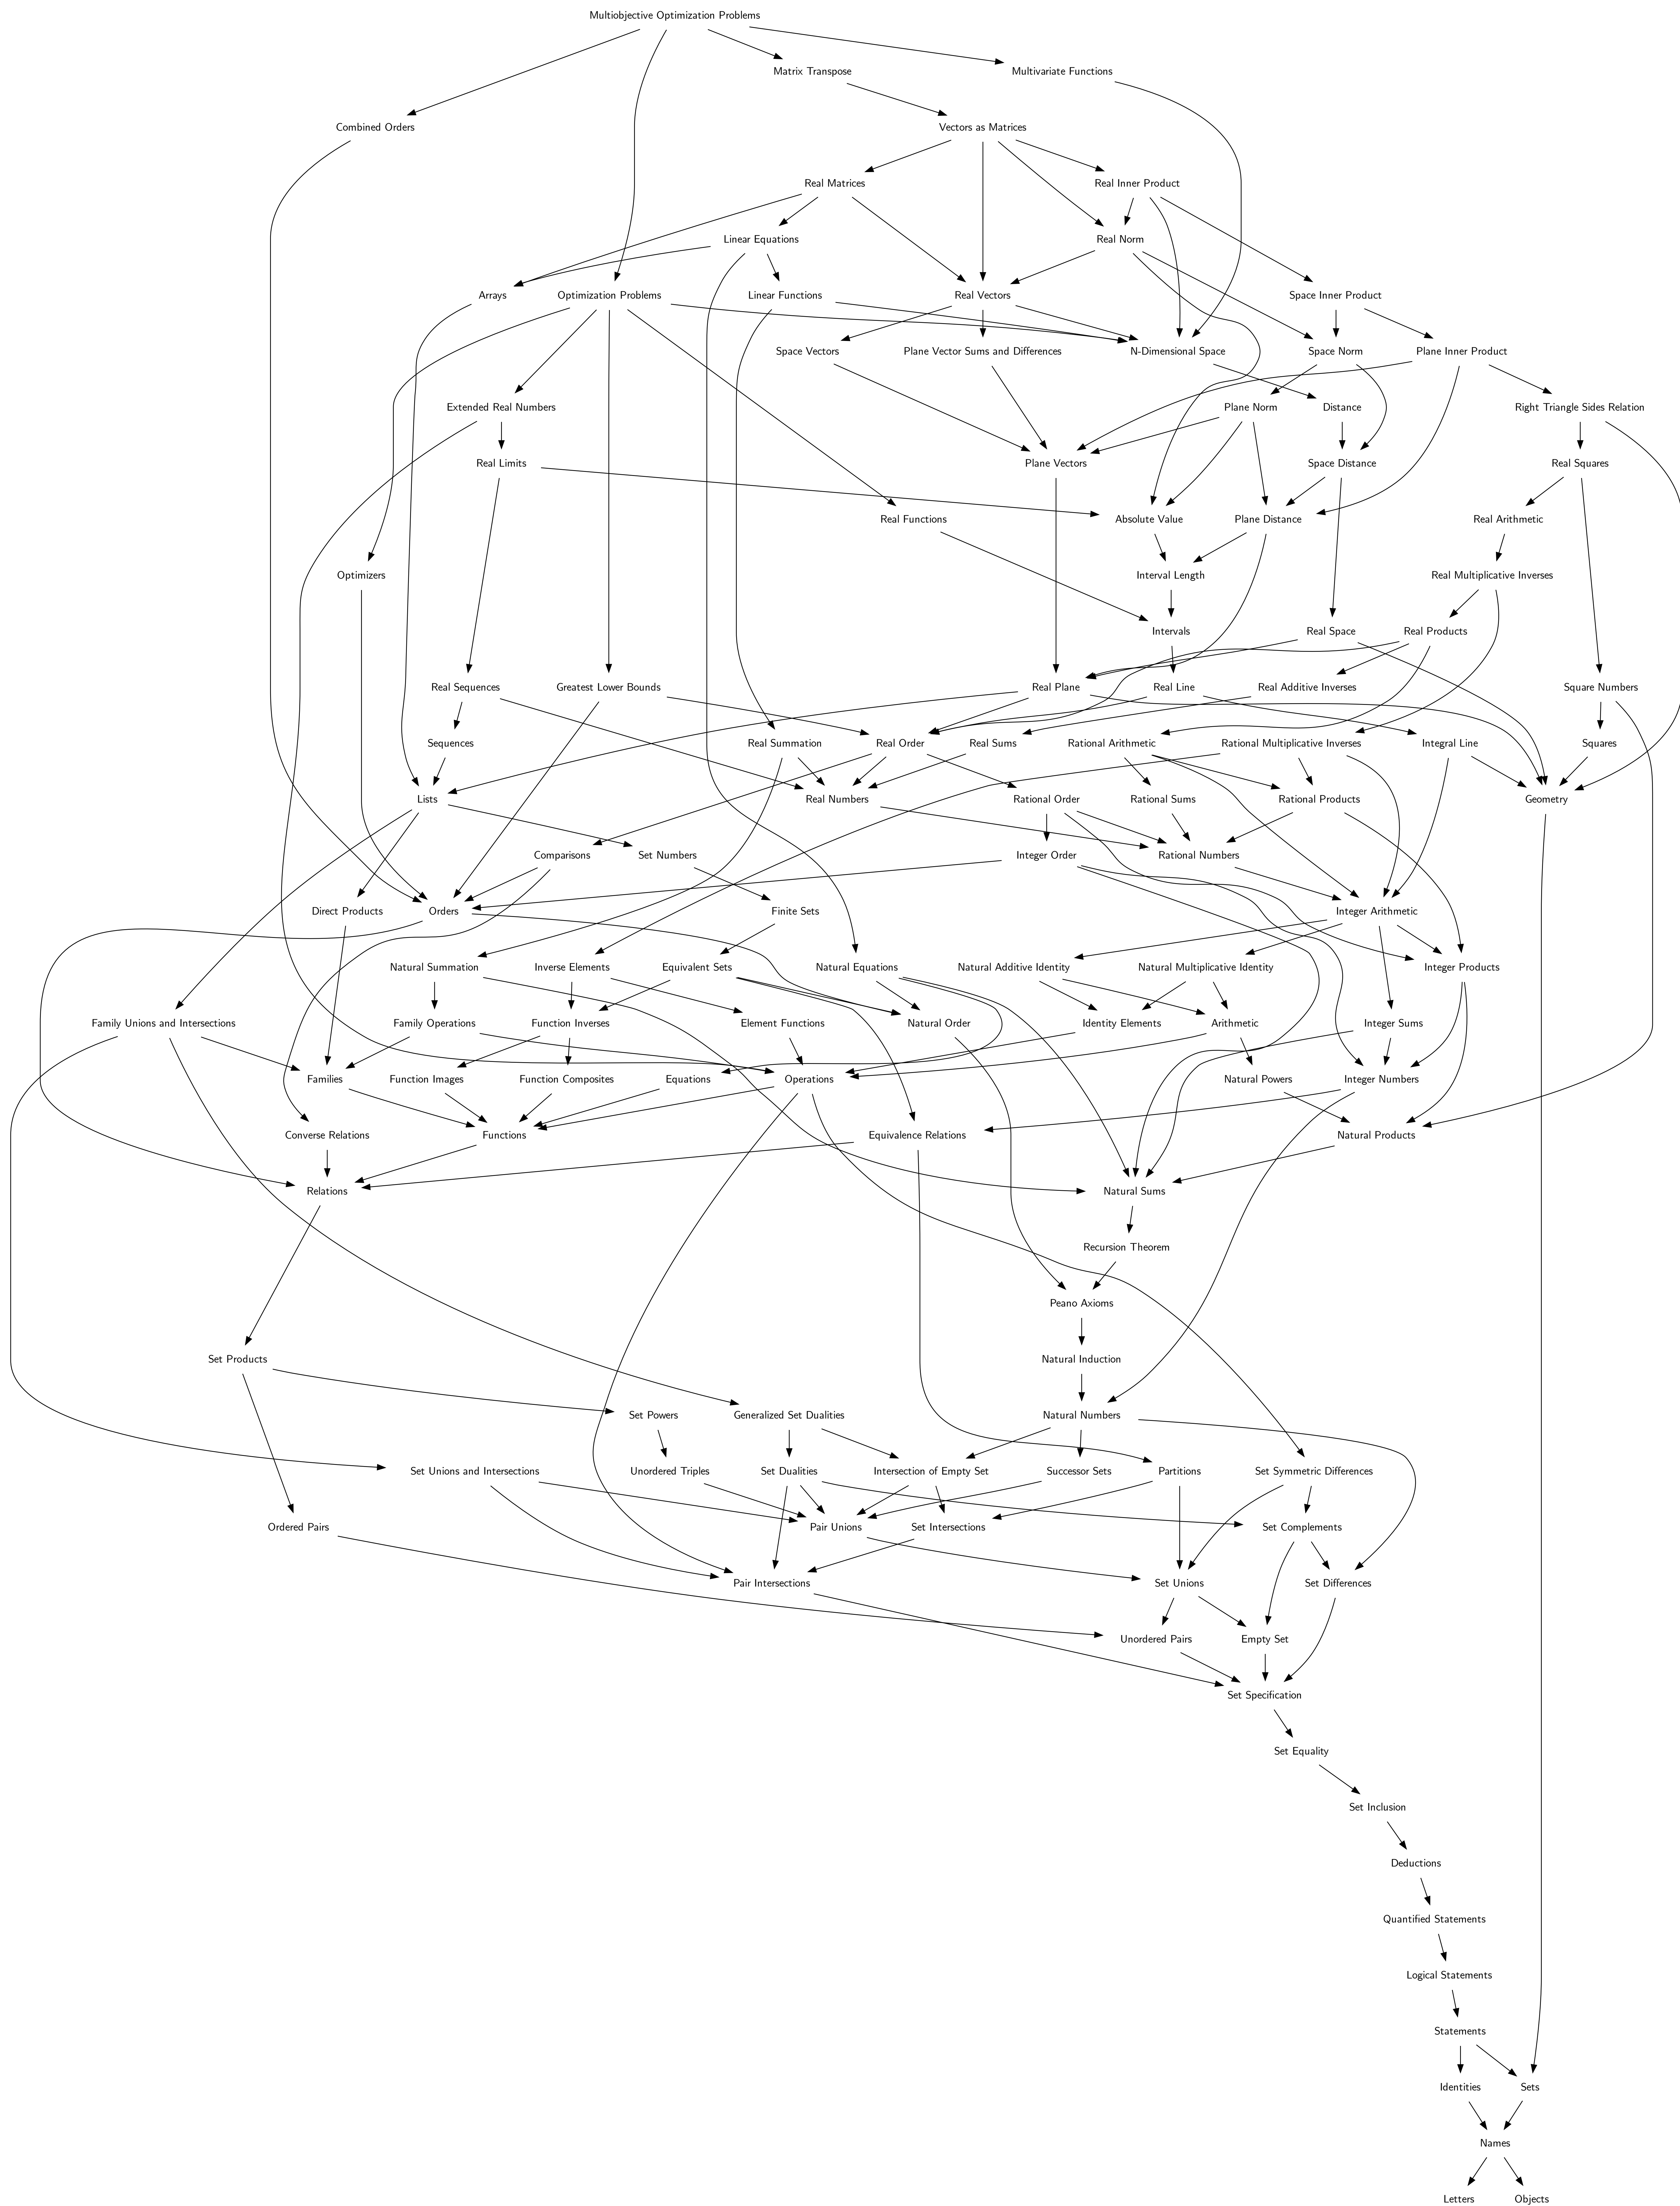 Multiobjective Optimization Problems
Matrix Transpose
Multivariate Functions
Combined Orders
Vectors as Matrices
Real Matrices
Real Inner Product
Linear Equations
Real Norm
Arrays
Optimization Problems
Linear Functions
Real Vectors
Space Inner Product
Space Vectors
Plane Vector Sums and Differences
N-Dimensional Space
Space Norm
Plane Inner Product
Extended Real Numbers
Plane Norm
Distance
Right Triangle Sides Relation
Real Limits
Plane Vectors
Space Distance
Real Squares
Real Functions
Absolute Value
Plane Distance
Real Arithmetic
Optimizers
Interval Length
Real Multiplicative Inverses
Intervals
Real Space
Real Products
Real Sequences
Greatest Lower Bounds
Real Plane
Real Line
Real Additive Inverses
Square Numbers
Sequences
Real Summation
Real Order
Real Sums
Rational Arithmetic
Rational Multiplicative Inverses
Integral Line
Squares
Lists
Real Numbers
Rational Order
Rational Sums
Rational Products
Geometry
Comparisons
Set Numbers
Integer Order
Rational Numbers
Direct Products
Orders
Finite Sets
Integer Arithmetic
Natural Summation
Inverse Elements
Equivalent Sets
Natural Equations
Natural Additive Identity
Natural Multiplicative Identity
Integer Products
Family Unions and Intersections
Family Operations
Function Inverses
Element Functions
Natural Order
Identity Elements
Arithmetic
Integer Sums
Families
Function Images
Function Composites
Equations
Operations
Natural Powers
Integer Numbers
Converse Relations
Functions
Equivalence Relations
Natural Products
Relations
Natural Sums
Recursion Theorem
Peano Axioms
Set Products
Natural Induction
Set Powers
Generalized Set Dualities
Natural Numbers
Set Unions and Intersections
Unordered Triples
Set Dualities
Intersection of Empty Set
Successor Sets
Partitions
Set Symmetric Differences
Ordered Pairs
Pair Unions
Set Intersections
Set Complements
Pair Intersections
Set Unions
Set Differences
Unordered Pairs
Empty Set
Set Specification
Set Equality
Set Inclusion
Deductions
Quantified Statements
Logical Statements
Statements
Identities
Sets
Names
Letters
Objects